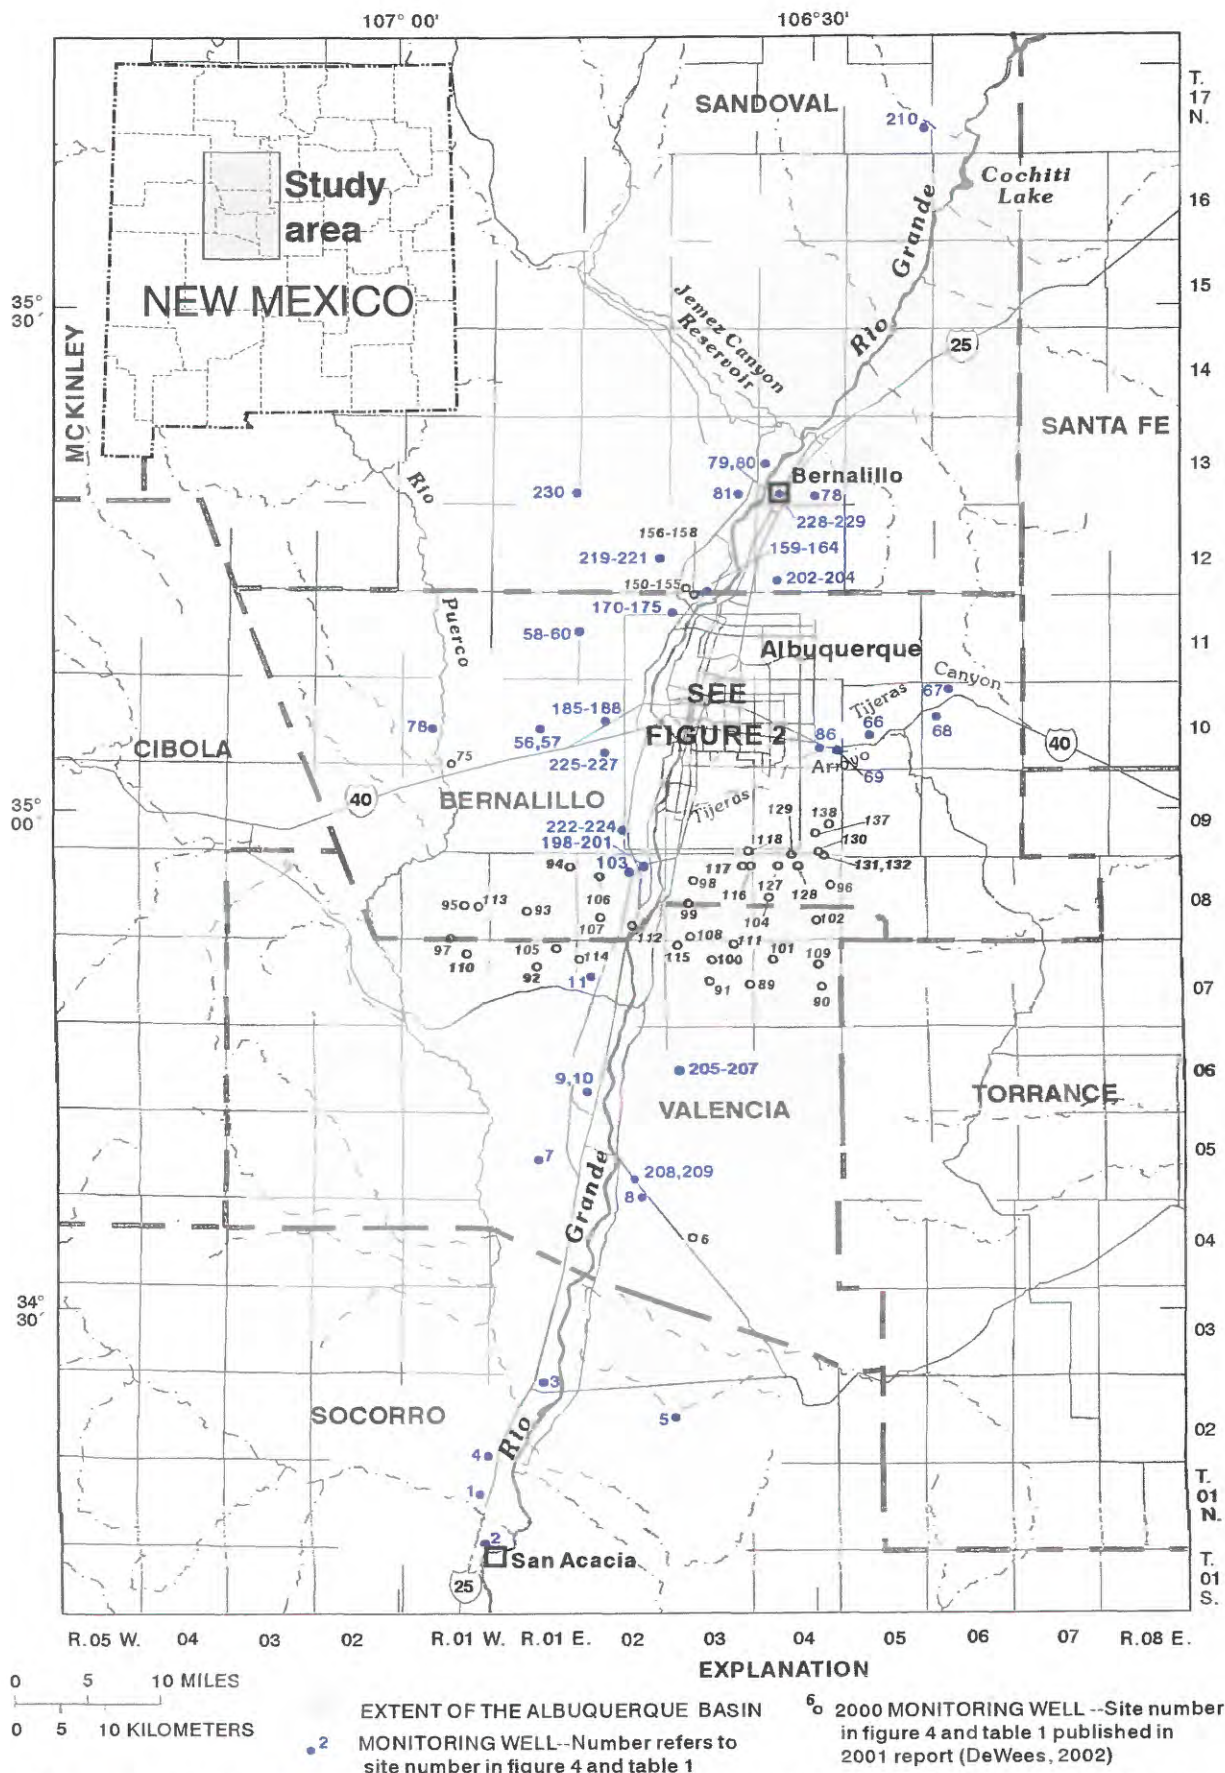 107° 00'
106° 30'
SANDOVAL
210
T.
17
N.
Study
area
NEW MEXICO
Cochiti
Lake
16
Rio Grande
15
35°
30'
Jemez Canyon
Reservoir
25
14
MCKINLEY
SANTA FE
Rio
Puerco
79,80
13
Bernalillo
230
81
78
228-229
156-158
159-164
219-221
12
150-155
202-204
170-175
58-60
11
Albuquerque
Canyon
Tijeras
67
SEE
FIGURE 2
185-188
78
66
10
56,57
86
68
CIBOLA
75
225-227
Arroyo
69
40
40
BERNALILLO
Tijeras
35°
00'
129
138
137
09
222-224
118
130
198-201
94
103
117
131,132
98
116
127
128
96
08
95
113
93
106
99
104
102
107
112
108
111
101
97
105
114
115
100
109
110
92
11
91
89
90
07
205-207
06
9,10
VALENCIA
TORRANCE
7
208,209
05
8
Rio Grande
6
04
34°
30'
03
3
SOCORRO
5
02
4
1
T.
01
N.
2
San Acacia
T.
01
S.
25
R.05 W. 04 03 02 R.01 W. R.01 E. 02 03 04 05 06 07 R.08 E.
EXPLANATION
0 5 10 MILES
0 5 10 KILOMETERS
EXTENT OF THE ALBUQUERQUE BASIN
2 MONITORING WELL--Number refers to
site number in figure 4 and table 1
6 2000 MONITORING WELL --Site number
in figure 4 and table 1 published in
2001 report (DeWees, 2002)